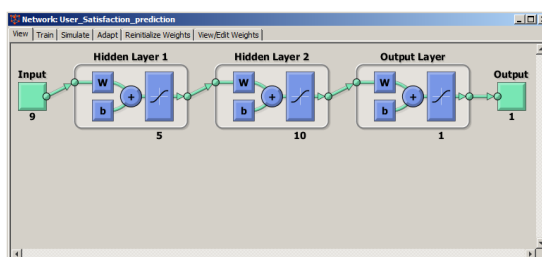 Network: User_Satisfaction_prediction
View Train Simulate Adapt Reinitialize Weights View/Edit Weights
Hidden Layer 1 Hidden Layer 2 Output Layer
Input Output
W W W
+ + +
b b b
9 1
5 10 1